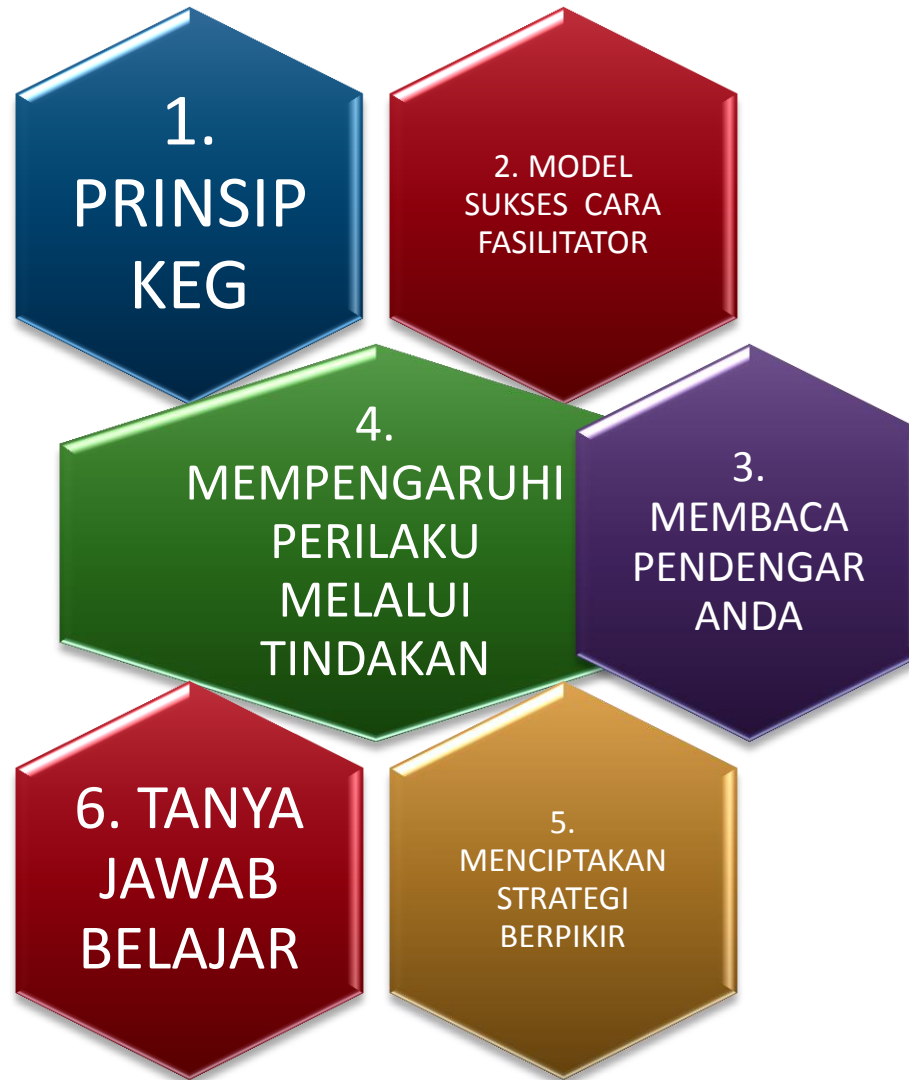 1.
PRINSIP
KEG
2. MODEL
SUKSES CARA
FASILITATOR
3.
MEMBACA
PENDENGAR
ANDA
4.
MEMPENGARUHI
PERILAKU
MELALUI
TINDAKAN
5.
MENCIPTAKAN
STRATEGI
BERPIKIR
6. TANYA
JAWAB
BELAJAR